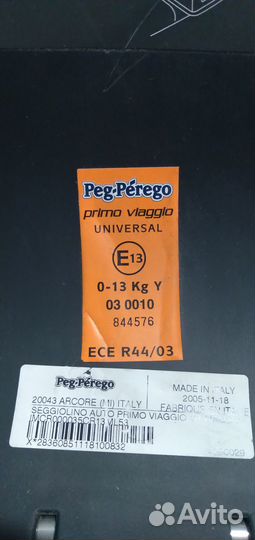 Peg-Pérego
primo viaggio
UNIVERSAL
E13
0-13 Kg Y
03 0010
844576
ECE R44/03
Peg-Pérego
MADE IN ITALY
20043 ARCORE (MI) ITALY
2005-11-18
SEGGIOLINO AUTO PRIMO VIAGGIO
X*28360851118100832
Avito